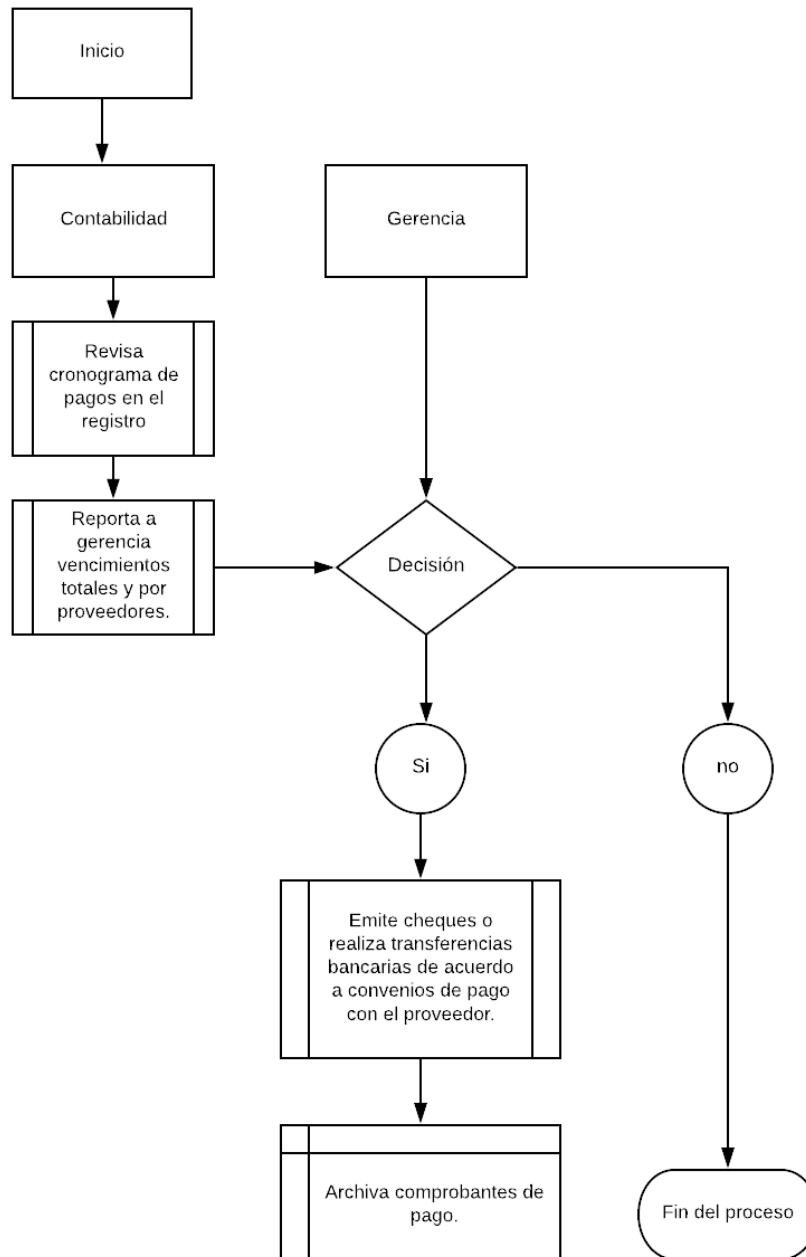 Inicio
Contabilidad
Gerencia
Revisa
cronograma de
pagos en el
registro
Reporta a
gerencia
vencimientos
totales y por
proveedores.
Decisión
Si
no
Emite cheques o
realiza transferencias
bancarias de acuerdo
a convenios de pago
con el proveedor.
Archiva comprobantes de
pago.
Fin del proceso